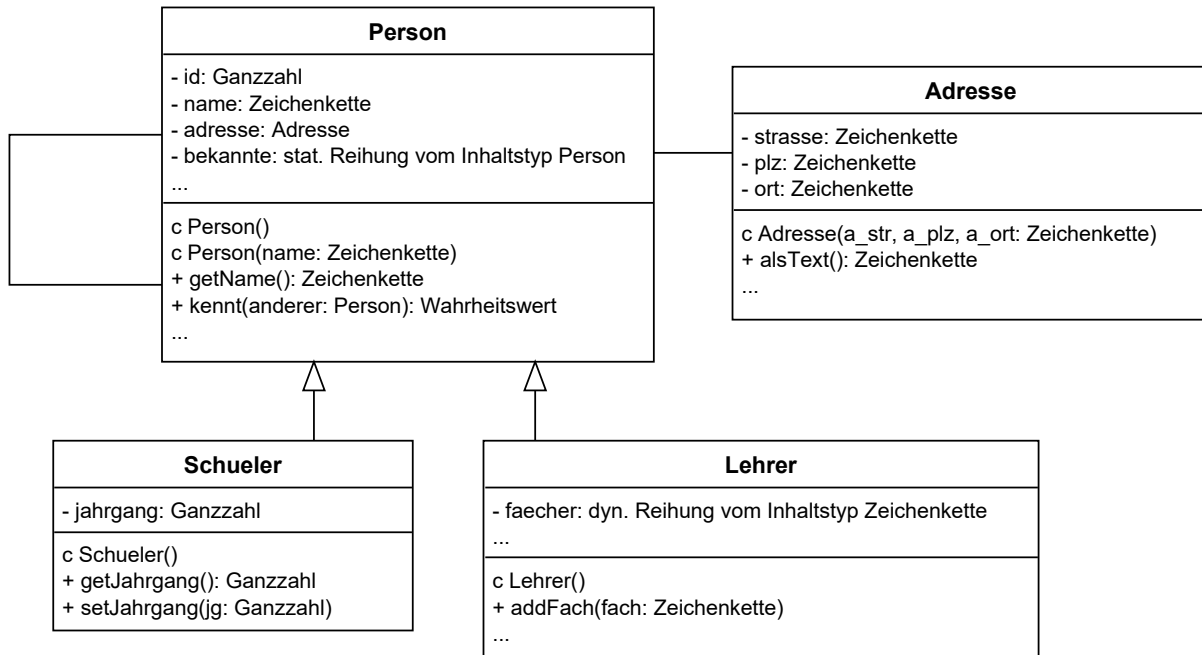 Person
- id: Ganzzahl
- name: Zeichenkette
- adresse: Adresse
- bekannte: stat. Reihung vom Inhaltstyp Person
...
c Person()
c Person(name: Zeichenkette)
+ getName(): Zeichenkette
+ kennt(anderer: Person): Wahrheitswert
...
Adresse
- strasse: Zeichenkette
- plz: Zeichenkette
- ort: Zeichenkette
c Adresse(a_str, a_plz, a_ort: Zeichenkette)
+ alsText(): Zeichenkette
...
Schueler
- jahrgang: Ganzzahl
c Schueler()
+ getJahrgang(): Ganzzahl
+ setJahrgang(jg: Ganzzahl)
Lehrer
- faecher: dyn. Reihung vom Inhaltstyp Zeichenkette
...
c Lehrer()
+ addFach(fach: Zeichenkette)
...